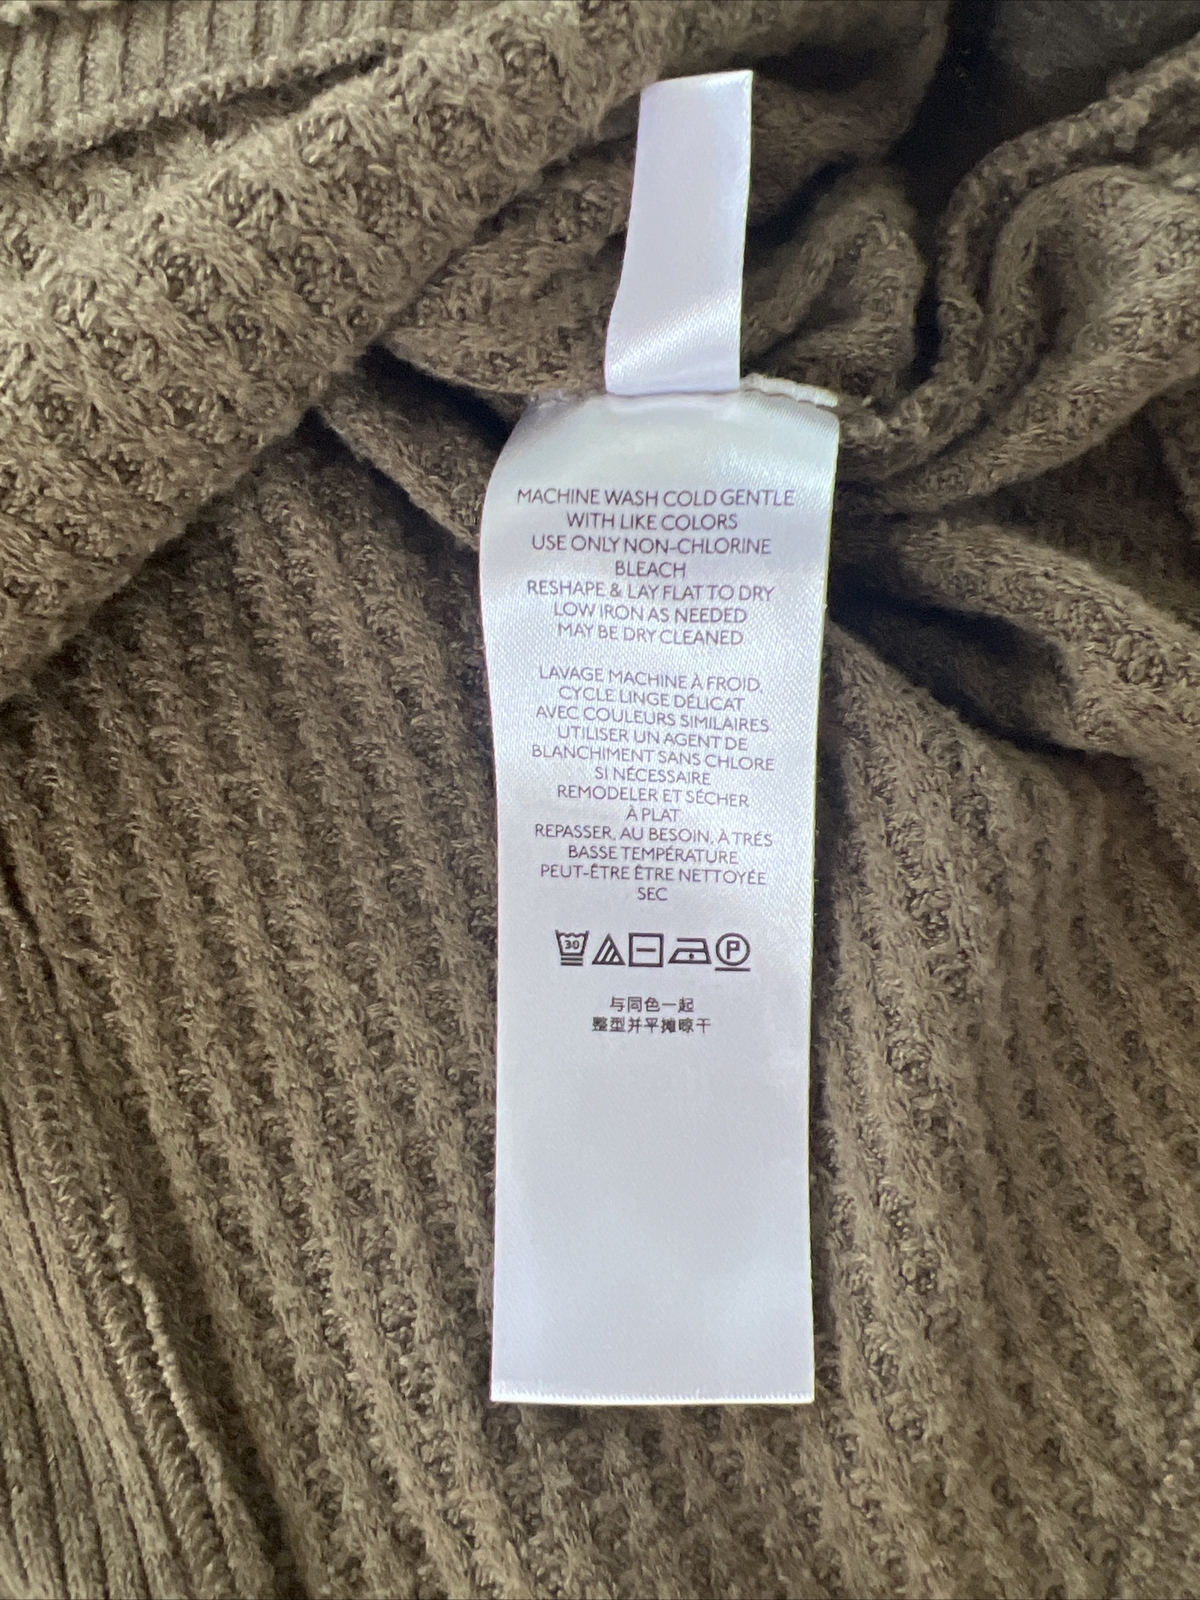 MACHINE WASH COLD GENTLE
WITH LIKE COLORS
USE ONLY NON-CHLORINE
BLEACH
RESHAPE & LAY FLAT TO DRY
LOW IRON AS NEEDED
MAY BE DRY CLEANED
LAVAGE MACHINE À FROID,
CYCLE LINGE DÉLICAT
AVEC COULEURS SIMILAIRES
UTILISER UN AGENT DE
BLANCHIMENT SANS CHLORE
SI NÉCESSAIRE
REMODELER ET SÉCHER
À PLAT
REPASSER, AU BESOIN, À TRÉS
BASSE TEMPÉRATURE
PEUT-ÊTRE ÊTRE NETTOYÉE
SEC
30 P
与同色一起
整型并平摊晾干